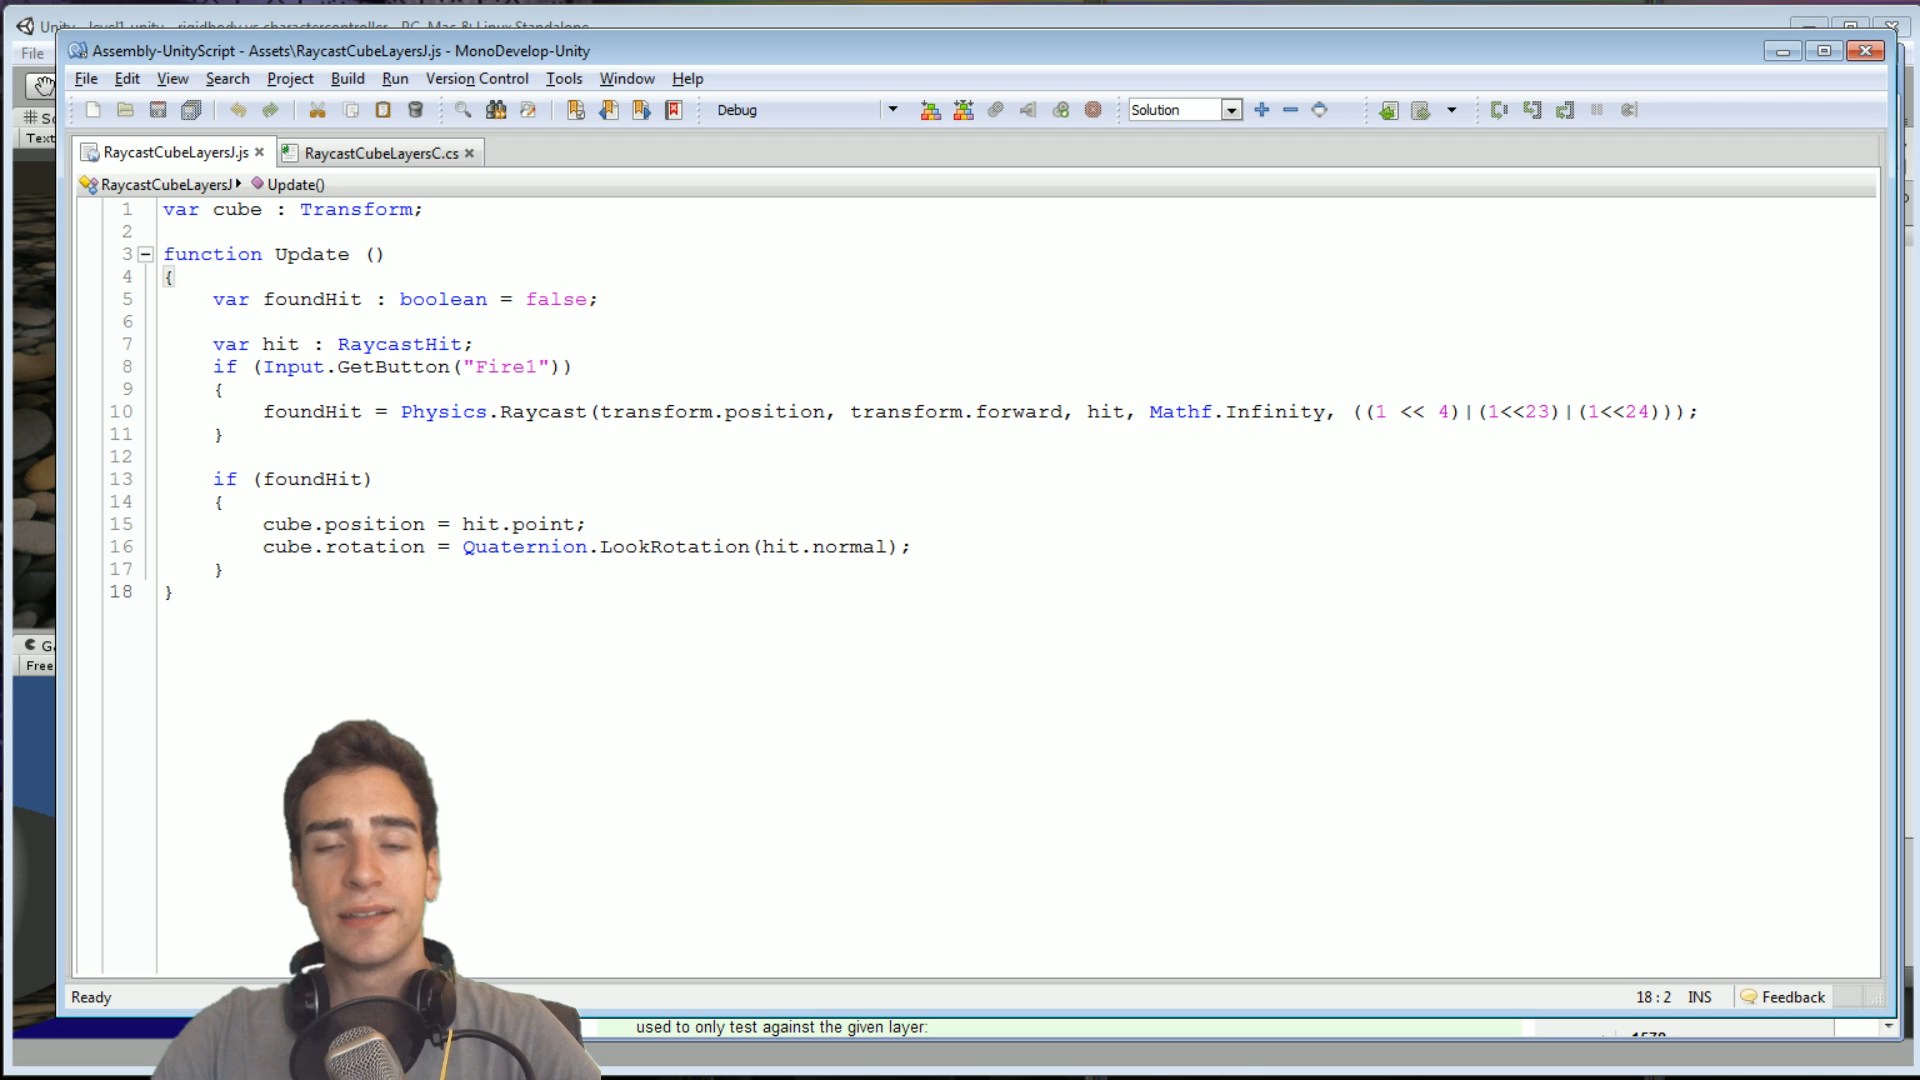 Unity - level1.unity - rigidbody vs charactercontroller - PC, Mac & Linux Standalone
File
Assembly-UnityScript - Assets\RaycastCubeLayersJ.js - MonoDevelop-Unity
File Edit View Search Project Build Run Version Control Tools Window Help
Debug Solution
Text
RaycastCubeLayersJ.js RaycastCubeLayersC.cs
RaycastCubeLayersJ Update()
1 var cube : Transform;
2
3 function Update ()
4 {
5 var foundHit : boolean = false;
6
7 var hit : RaycastHit;
8 if (Input.GetButton("Fire1"))
9 {
10 foundHit = Physics.Raycast(transform.position, transform.forward, hit, Mathf.Infinity, ((1 << 4)|(1<<23)|(1<<24)));
11 }
12
13 if (foundHit)
14 {
15 cube.position = hit.point;
16 cube.rotation = Quaternion.LookRotation(hit.normal);
17 }
18 }
Free
Ready 18:2 INS Feedback
used to only test against the given layer: